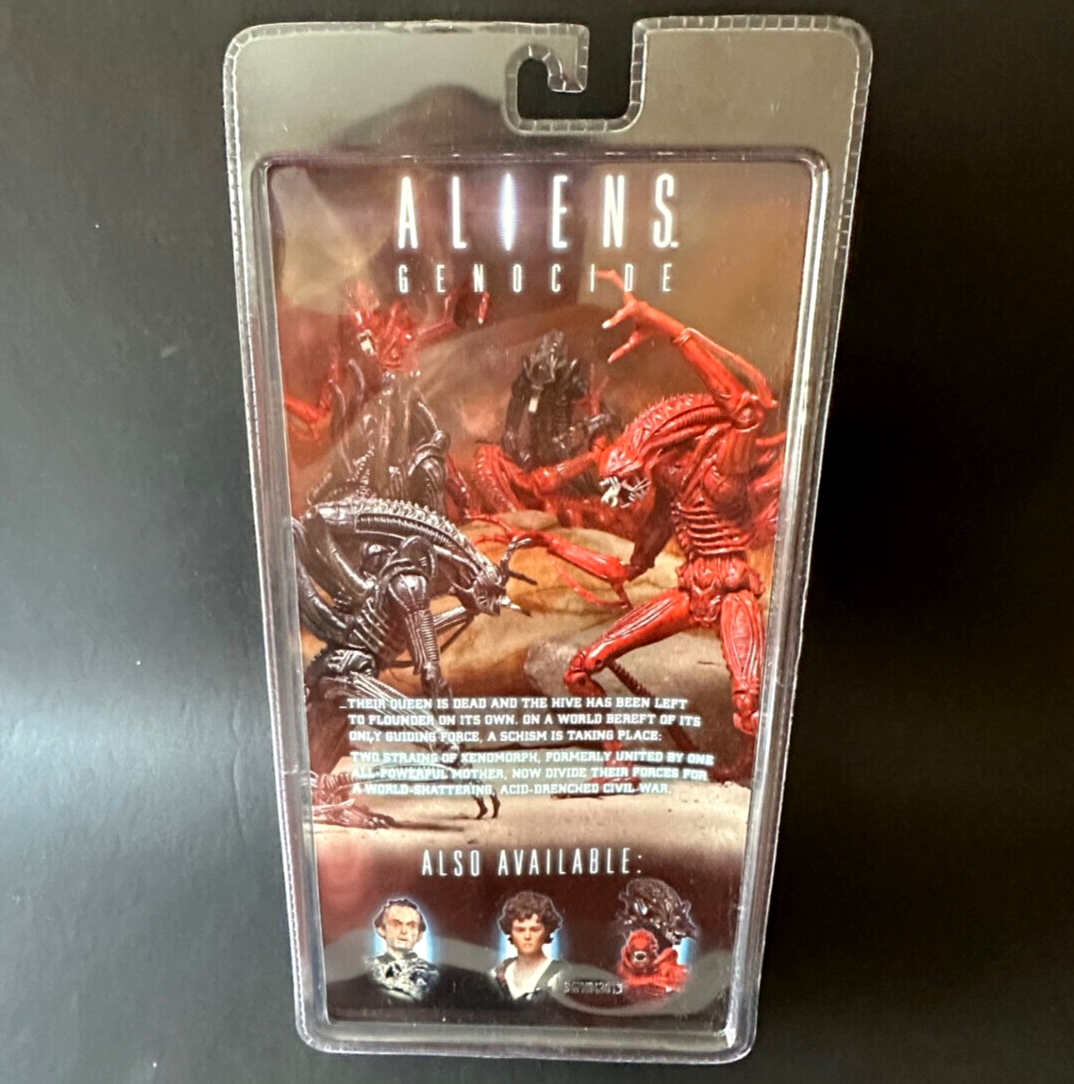 ALIENS™
GENOCIDE
...THEIR QUEEN IS DEAD AND THE HIVE HAS BEEN LEFT
TO FLOUNDER ON ITS OWN. ON A WORLD BEREFT OF ITS
ONLY GUIDING FORCE, A SCHISM IS TAKING PLACE:
TWO STRAINS OF XENOMORPH, FORMERLY UNITED BY ONE
ALL-POWERFUL MOTHER, NOW DIVIDE THEIR FORCES FOR
A WORLD-SHATTERING, ACID-DRENCHED CIVIL WAR.
ALSO AVAILABLE: